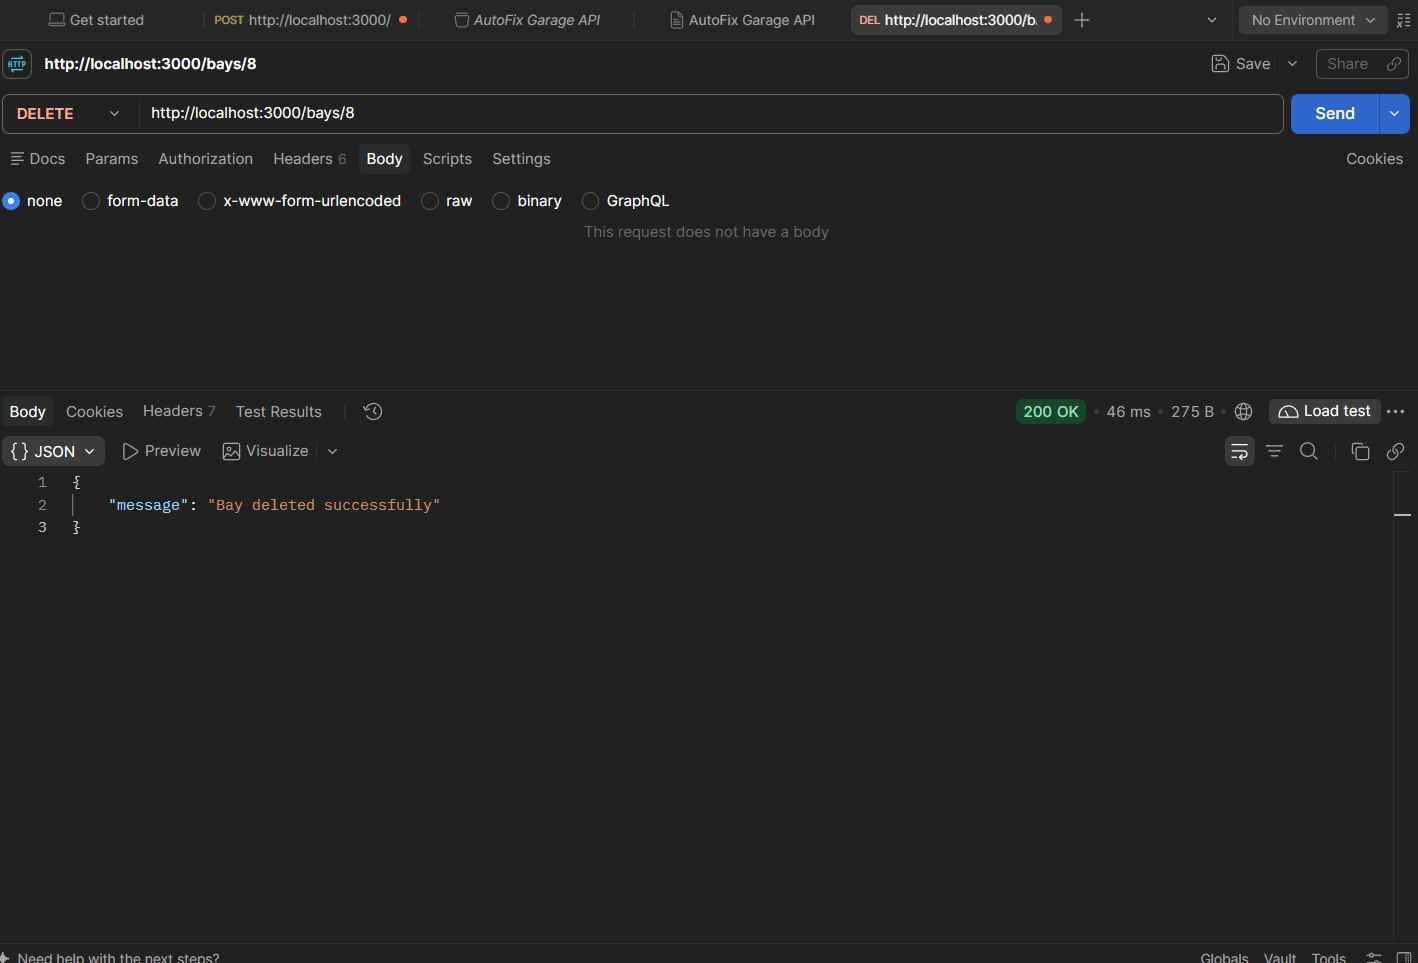 Get started
POST http://localhost:3000/
AutoFix Garage API
AutoFix Garage API
DEL http://localhost:3000/b
No Environment
HTTP http://localhost:3000/bays/8
Save
Share
DELETE http://localhost:3000/bays/8
Send
Docs Params Authorization Headers 6 Body Scripts Settings
Cookies
none form-data x-www-form-urlencoded raw binary GraphQL
This request does not have a body
Body Cookies Headers 7 Test Results
200 OK • 46 ms • 275 B •
Load test
{} JSON Preview Visualize
1 {
2 "message": "Bay deleted successfully"
3 }
Need help with the next steps?
Globals Vault Tools